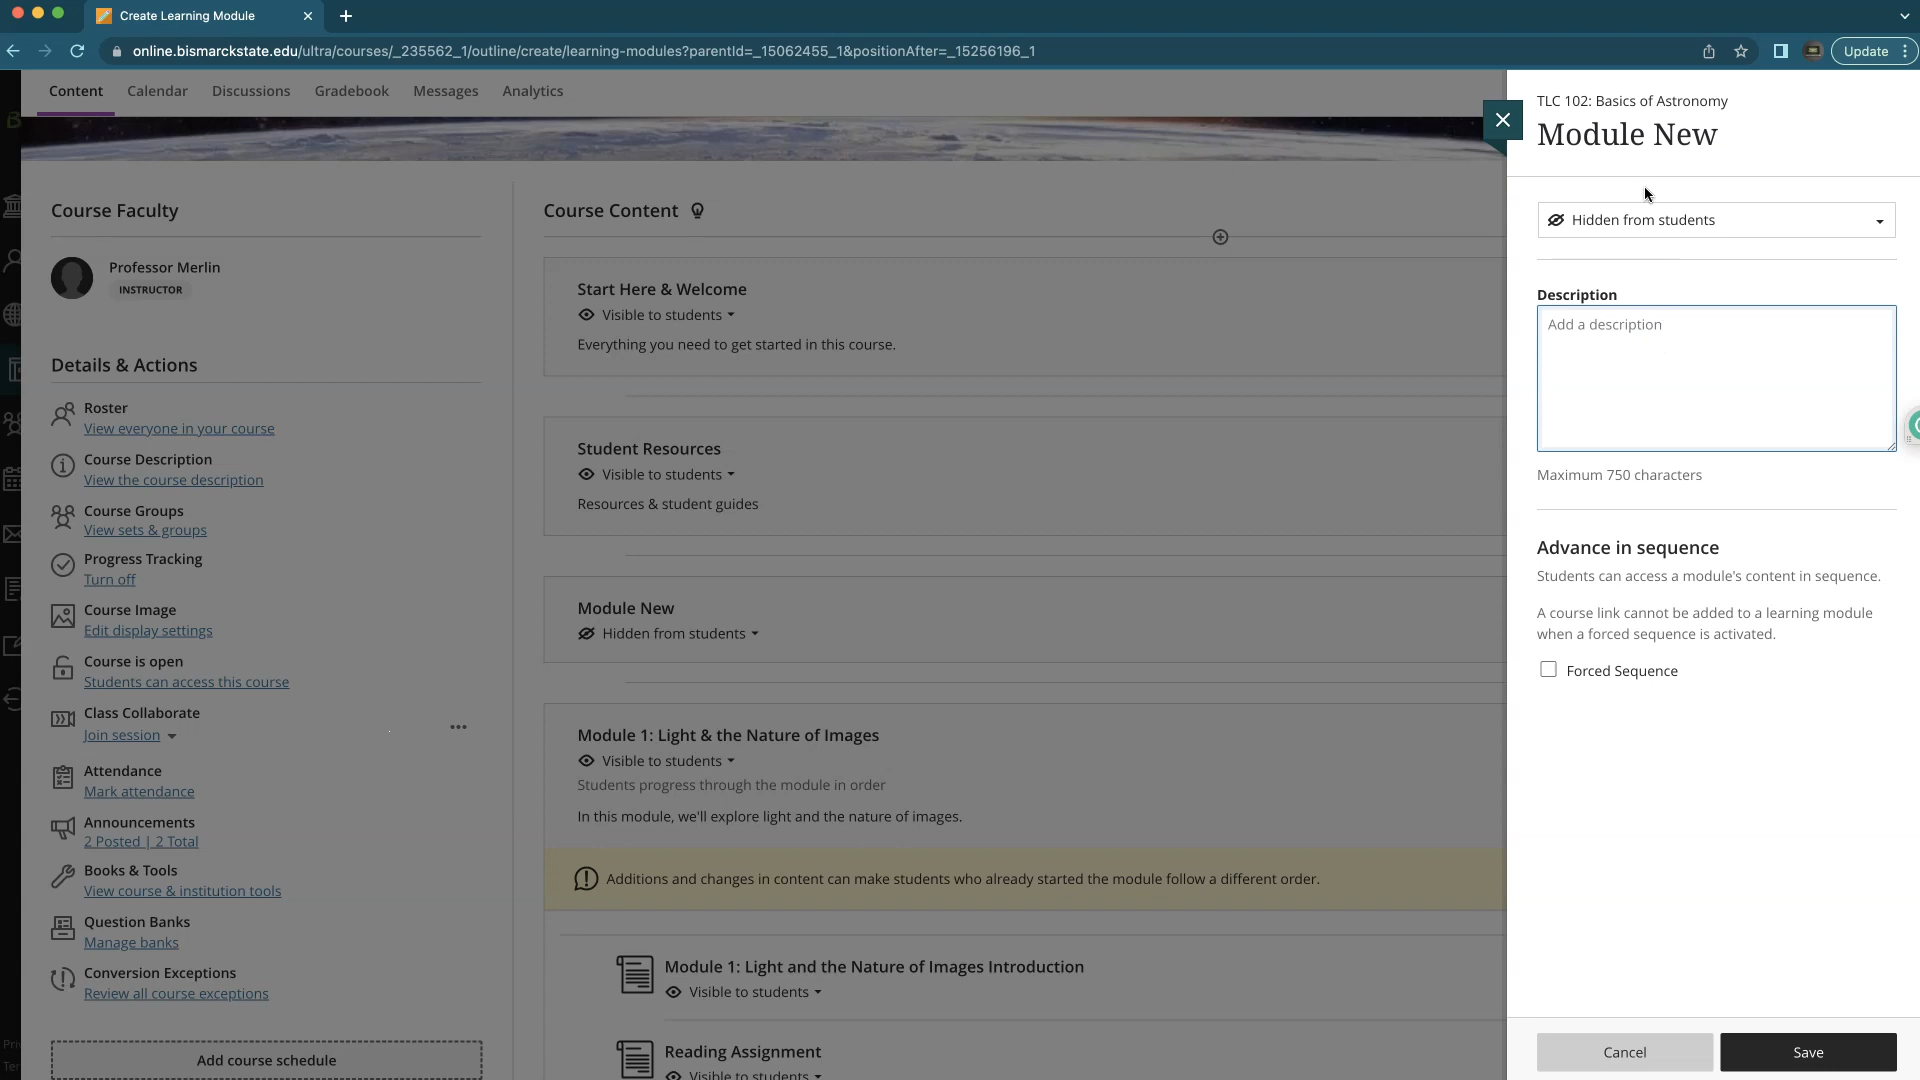 Create Learning Module
online.bismarckstate.edu/ultra/courses/_235562_1/outline/create/learning-modules?parentId=_15062455_1&positionAfter=_15256196_1
Update
Content
Calendar
Discussions
Gradebook
Messages
Analytics
Course Faculty
Professor Merlin
INSTRUCTOR
Details & Actions
Roster
View everyone in your course
Course Description
View the course description
Course Groups
View sets & groups
Progress Tracking
Turn off
Course Image
Edit display settings
Course is open
Students can access this course
Class Collaborate
Join session
Attendance
Mark attendance
Announcements
2 Posted | 2 Total
Books & Tools
View course & institution tools
Question Banks
Manage banks
Conversion Exceptions
Review all course exceptions
Add course schedule
Course Content
Start Here & Welcome
Visible to students
Everything you need to get started in this course.
Student Resources
Visible to students
Resources & student guides
Module New
Hidden from students
Module 1: Light & the Nature of Images
Visible to students
Students progress through the module in order
In this module, we'll explore light and the nature of images.
Additions and changes in content can make students who already started the module follow a different order.
Module 1: Light and the Nature of Images Introduction
Visible to students
Reading Assignment
Visible to students
TLC 102: Basics of Astronomy
Module New
Hidden from students
Description
Add a description
Maximum 750 characters
Advance in sequence
Students can access a module's content in sequence.
A course link cannot be added to a learning module
when a forced sequence is activated.
Forced Sequence
Cancel
Save